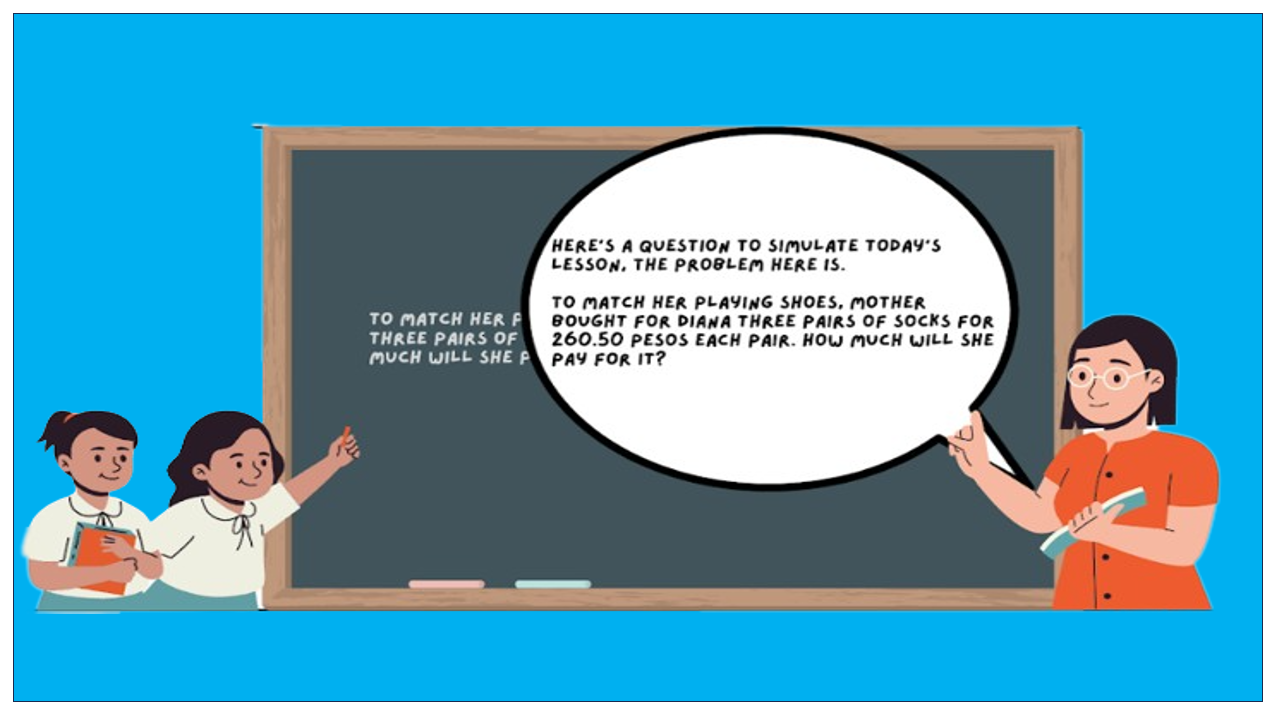 HERE'S A QUESTION TO SIMULATE TODAY'S
LESSON. THE PROBLEM HERE IS.
TO MATCH HER PLAYING SHOES, MOTHER
BOUGHT FOR DIANA THREE PAIRS OF SOCKS FOR
260.50 PESOS EACH PAIR. HOW MUCH WILL SHE
PAY FOR IT?
TO MATCH HER P
THREE PAIRS OF
MUCH WILL SHE P